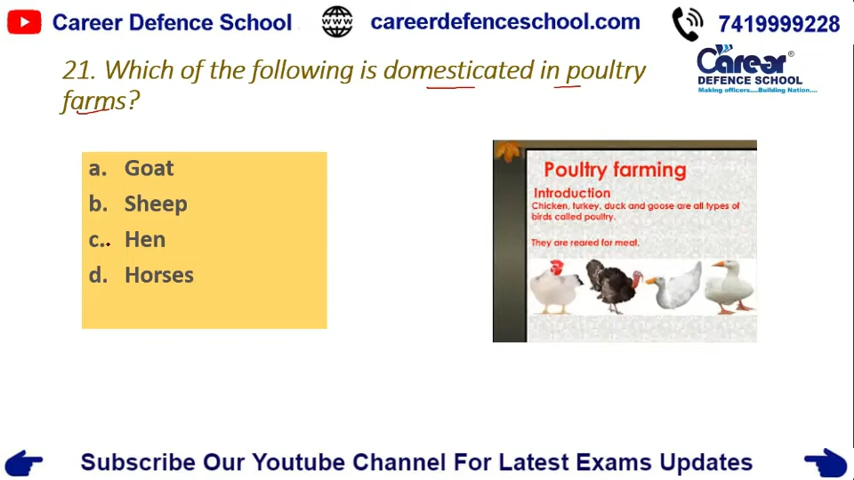 Career Defence School
careerdefenceschool.com
7419999228
Carear®
DEFENCE SCHOOL
Making officers....Building Nation....
21. Which of the following is domesticated in poultry
farms?
a. Goat
b. Sheep
c. Hen
d. Horses
Poultry farming
Introduction
Chicken, turkey, duck and goose are all types of
birds called poultry.
They are reared for meat.
Subscribe Our Youtube Channel For Latest Exams Updates